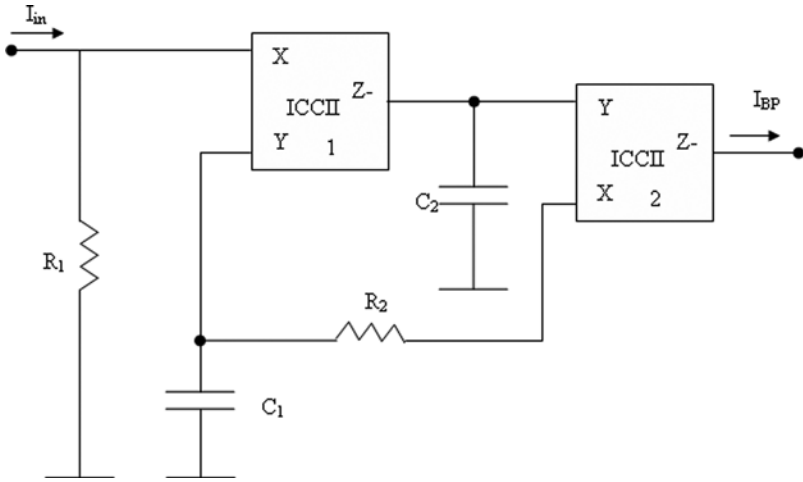 Iin
X
Z-
ICCII
Y
1
IBP
Y
Z-
ICCII
X
2
C2
R1
R2
C1